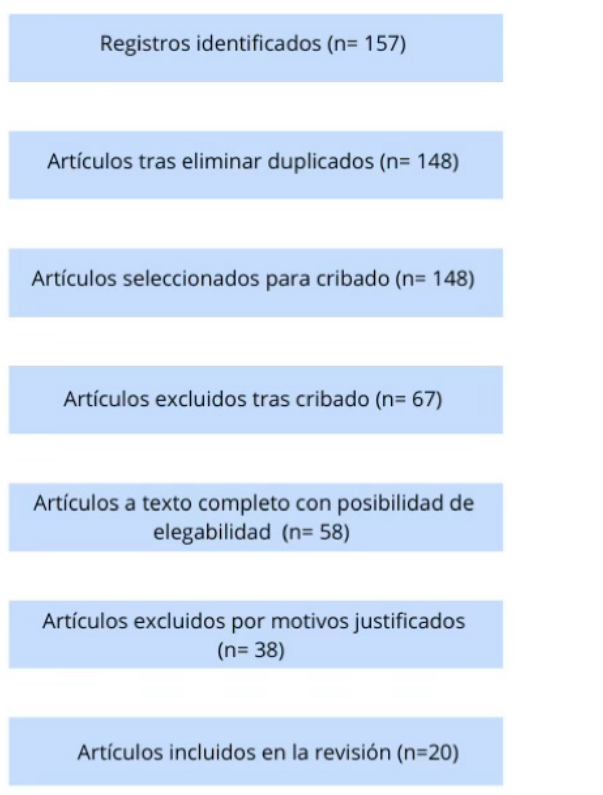 Registros identificados (n= 157)
Artículos tras eliminar duplicados (n= 148)
Artículos seleccionados para cribado (n= 148)
Artículos excluidos tras cribado (n= 67)
Artículos a texto completo con posibilidad de
elegabilidad (n= 58)
Artículos excluidos por motivos justificados
(n= 38)
Artículos incluidos en la revisión (n=20)